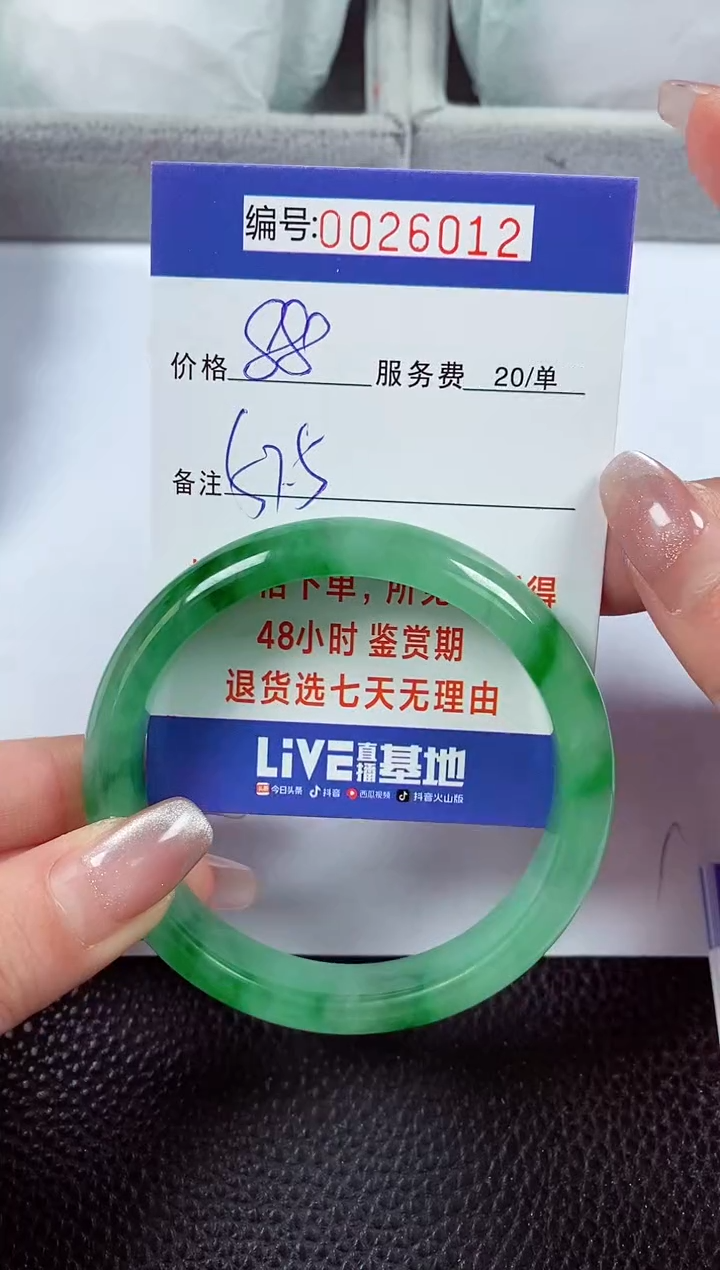 编号:0026012
价格 88 服务费 20/单
备注 57.5
下单,所 得
48小时 鉴赏期
退货选七天无理由
LiVE直播基地
今日头条 抖音 西瓜视频 抖音火山版